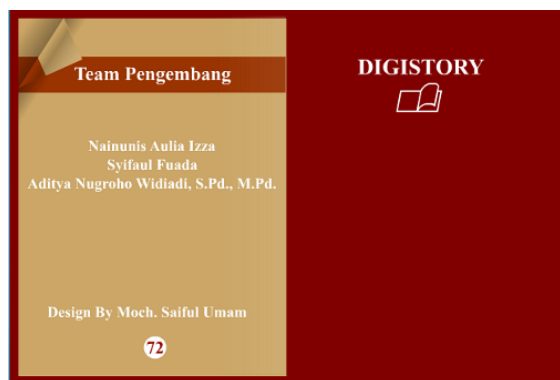 Team Pengembang
Nainunis Aulia Izza
Syifaul Fuada
Aditya Nugroho Widiadi, S.Pd., M.Pd.
Design By Moch. Saiful Umam
72
DIGISTORY